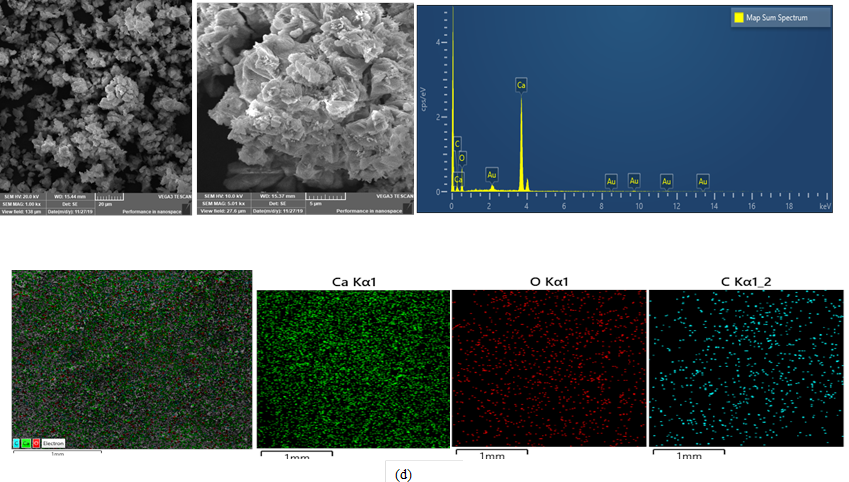 SEM HV: 20.0 kV WD: 15.44 mm VEGA3 TESCAN
SEM MAG: 1.00 kx Det: SE 20 µm
View field: 138 µm Date(m/d/y): 11/27/19 Performance in nanospace
SEM HV: 10.0 kV WD: 15.37 mm VEGA3 TESCAN
SEM MAG: 5.01 kx Det: SE 5 µm
View field: 27.6 µm Date(m/d/y): 11/27/19 Performance in nanospace
Map Sum Spectrum
cps/eV
4
2
0
C
O
Ca
Au
Ca
Au
Au
Au
Au
0 2 4 6 8 10 12 14 16 18 keV
C Ca O Electron
1mm
Ca Kα1
1mm
O Kα1
1mm
C Kα1_2
1mm
(d)